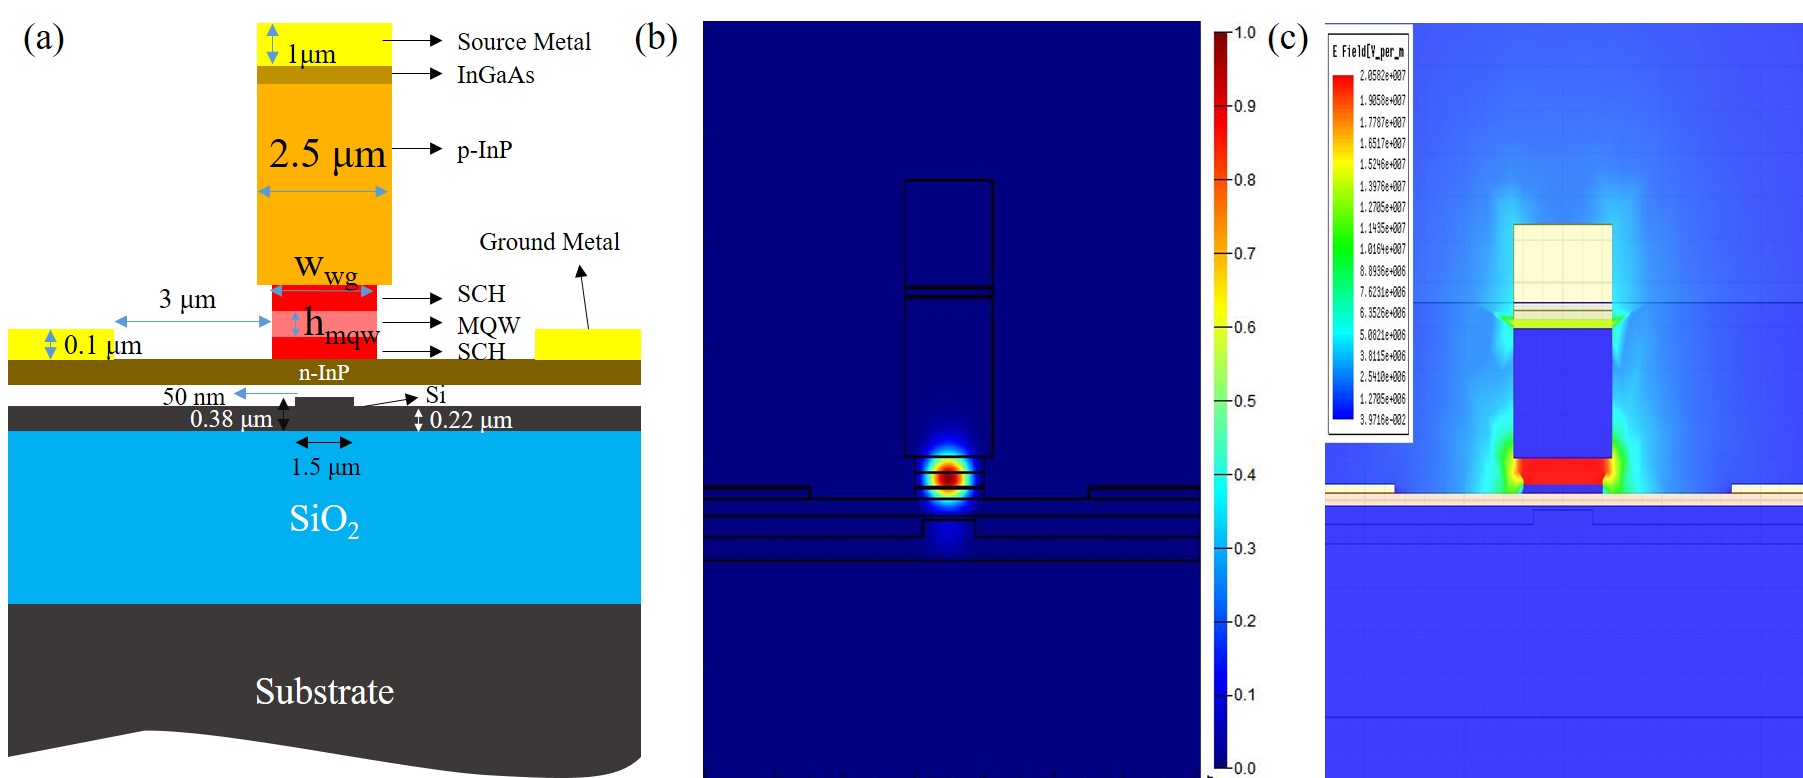 (a)
1μm
Source Metal
InGaAs
2.5 μm
p-InP
Ground Metal
w_wg
3 μm
SCH
h_mqw
MQW
0.1 μm
SCH
n-InP
50 nm
Si
0.38 μm
0.22 μm
1.5 μm
SiO₂
Substrate
(b)
1.0
0.9
0.8
0.7
0.6
0.5
0.4
0.3
0.2
0.1
0.0
(c)
E Field[V_per_m
2.0582e+007
1.9058e+007
1.7787e+007
1.6517e+007
1.5246e+007
1.3976e+007
1.2705e+007
1.1435e+007
1.0164e+007
8.8936e+006
7.6231e+006
6.3526e+006
5.0821e+006
3.8115e+006
2.5410e+006
1.2705e+006
3.9716e-002